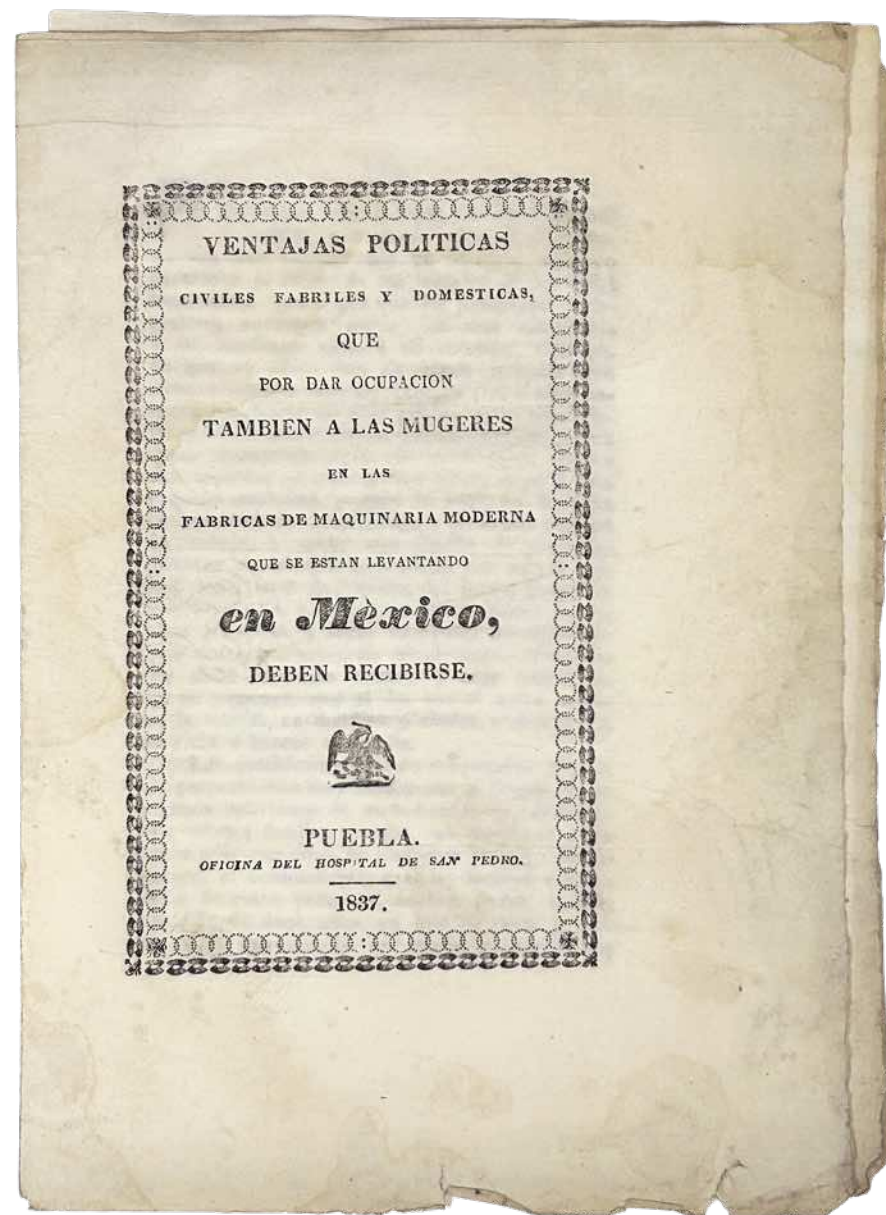 VENTAJAS POLITICAS
CIVILES FABRILES Y DOMESTICAS,
QUE
POR DAR OCUPACION
TAMBIEN A LAS MUGERES
EN LAS
FABRICAS DE MAQUINARIA MODERNA
QUE SE ESTAN LEVANTANDO
en Mèxico,
DEBEN RECIBIRSE.
PUEBLA.
OFICINA DEL HOSPITAL DE SAN PEDRO.
1837.